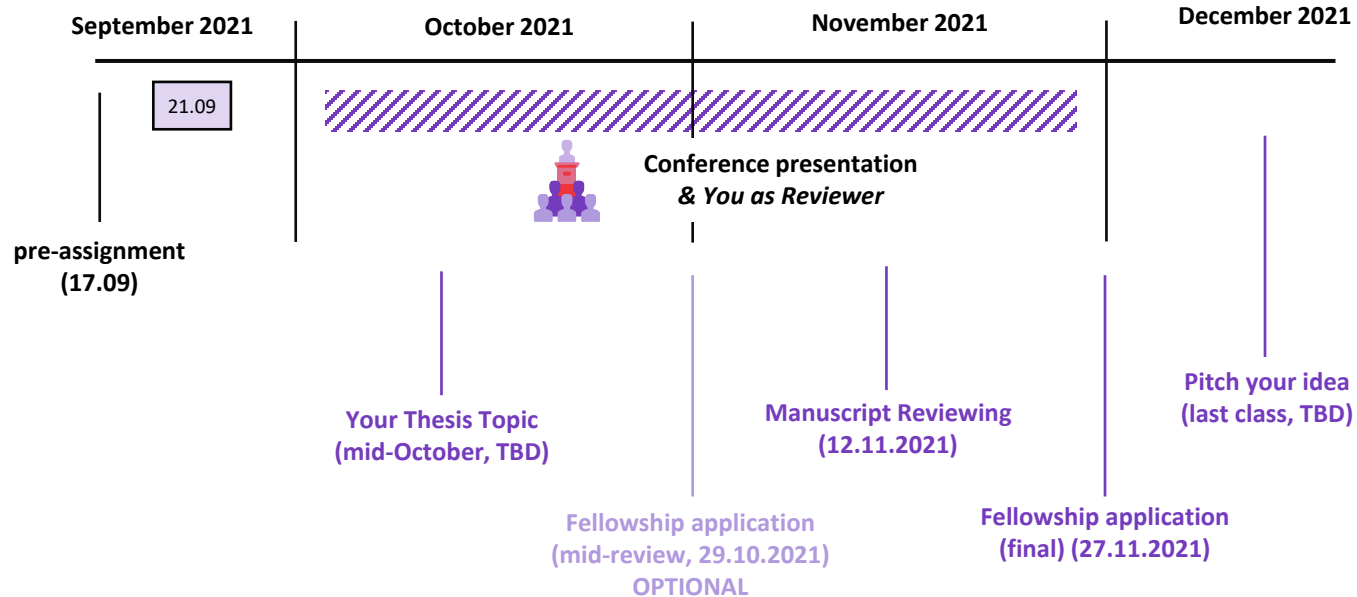 September 2021
October 2021
November 2021
December 2021
21.09
Conference presentation
& You as Reviewer
pre-assignment
(17.09)
Your Thesis Topic
(mid-October, TBD)
Manuscript Reviewing
(12.11.2021)
Pitch your idea
(last class, TBD)
Fellowship application
(mid-review, 29.10.2021)
OPTIONAL
Fellowship application
(final) (27.11.2021)